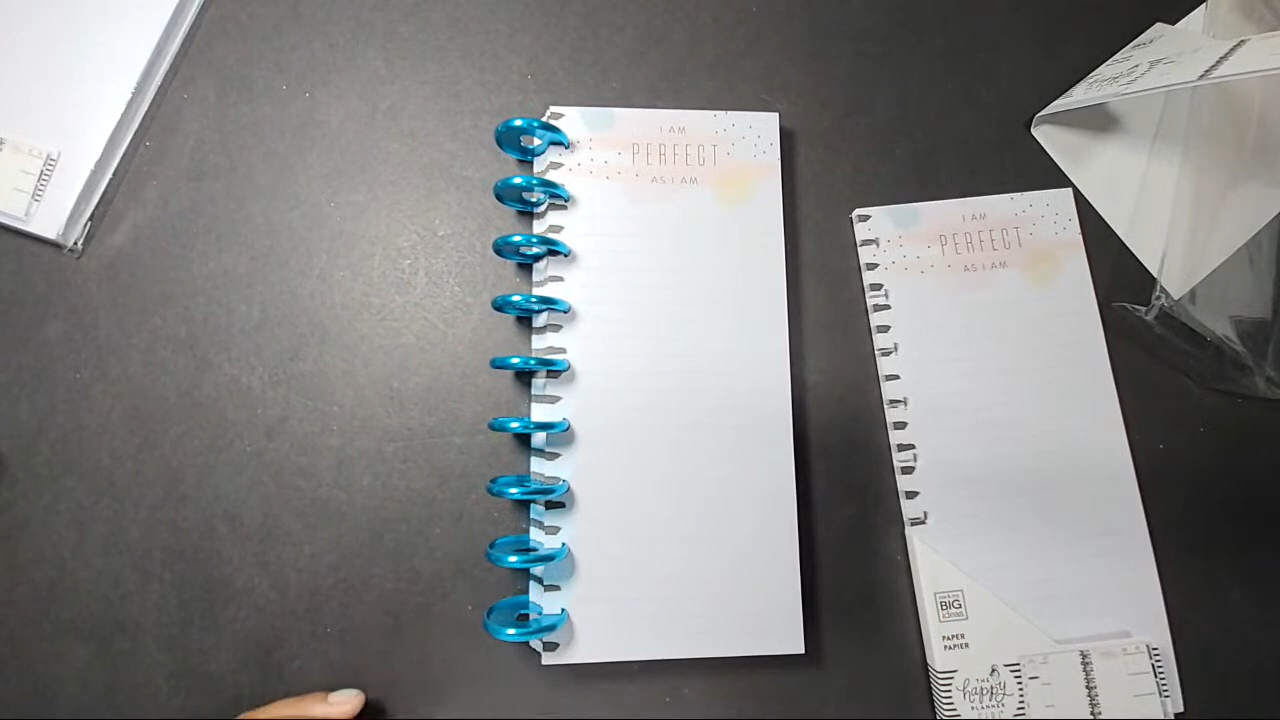 I AM
PERFECT
AS I AM
I AM
PERFECT
AS I AM
me & my
BIG
ideas
PAPER
PAPIER
THE
happy
PLANNER